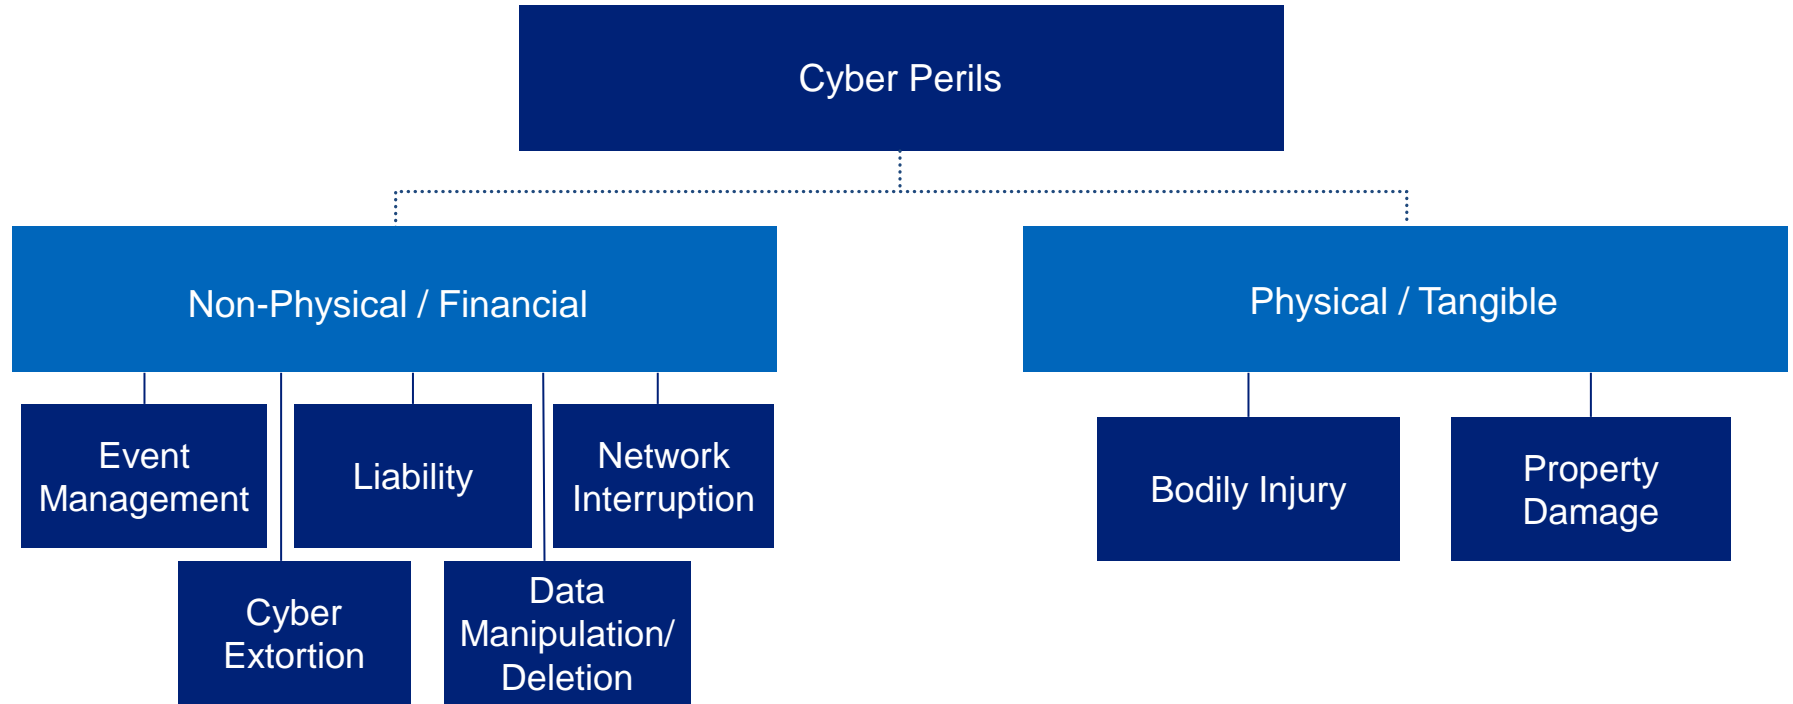 Cyber Perils
Non-Physical / Financial
Physical / Tangible
Event
Management
Liability
Network
Interruption
Cyber
Extortion
Data
Manipulation/
Deletion
Bodily Injury
Property
Damage